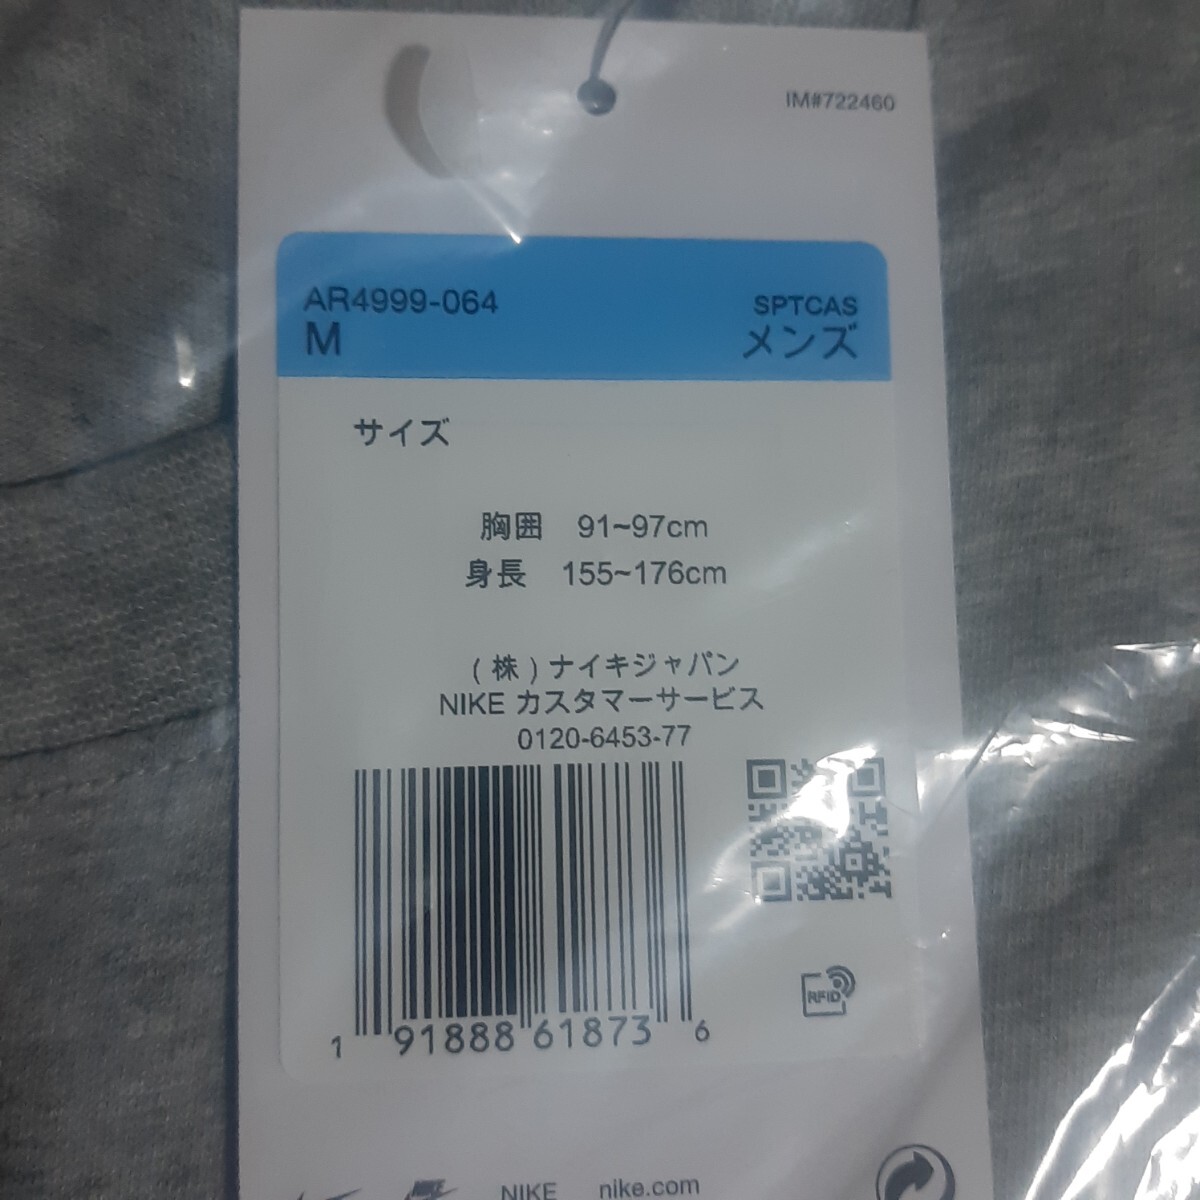 IM#722460
AR4999-064
SPTCAS
M
メンズ
サイズ
胸囲 91~97cm
身長 155~176cm
(株)ナイキジャパン
NIKE カスタマーサービス
0120-6453-77
1 91888 61873 6
RFID
NIKE nike.com